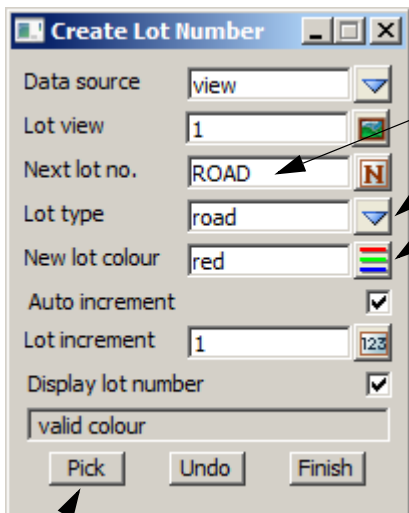 Create Lot Number
Data source view
Lot view 1
Next lot no. ROAD N
Lot type road
New lot colour red
Auto increment
Lot increment 1 123
Display lot number
valid colour
Pick Undo Finish